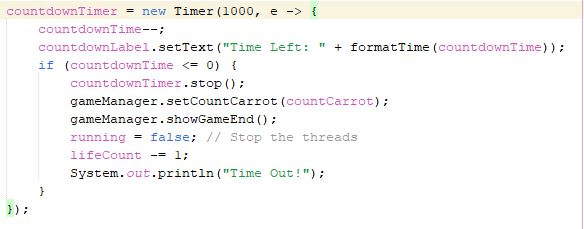 countdownTimer = new Timer(1000, e -> {
    countdownTime--;
    countdownLabel.setText("Time Left: " + formatTime(countdownTime));
    if (countdownTime <= 0) {
        countdownTimer.stop();
        gameManager.setCountCarrot(countCarrot);
        gameManager.showGameEnd();
        running = false; // Stop the threads
        lifeCount -= 1;
        System.out.println("Time Out!");
    }
});